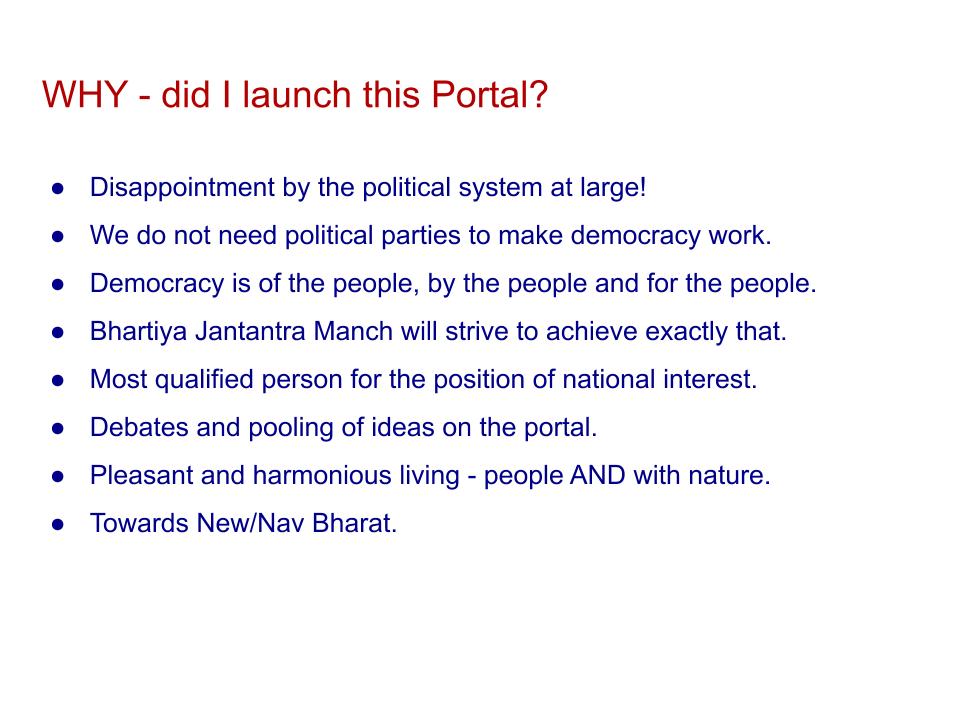 WHY - did I launch this Portal?
● Disappointment by the political system at large!
● We do not need political parties to make democracy work.
● Democracy is of the people, by the people and for the people.
● Bhartiya Jantantra Manch will strive to achieve exactly that.
● Most qualified person for the position of national interest.
● Debates and pooling of ideas on the portal.
● Pleasant and harmonious living - people AND with nature.
● Towards New/Nav Bharat.